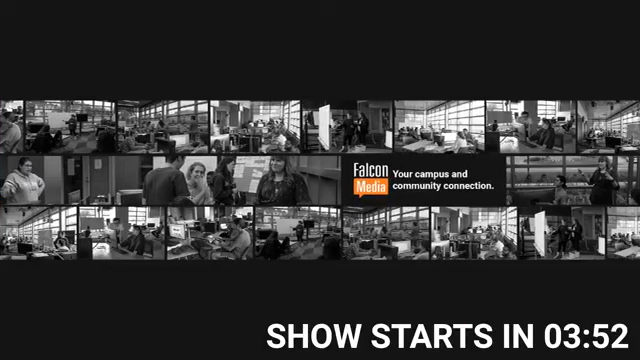 Falcon
Media
Your campus and
community connection.
SHOW STARTS IN 03:52